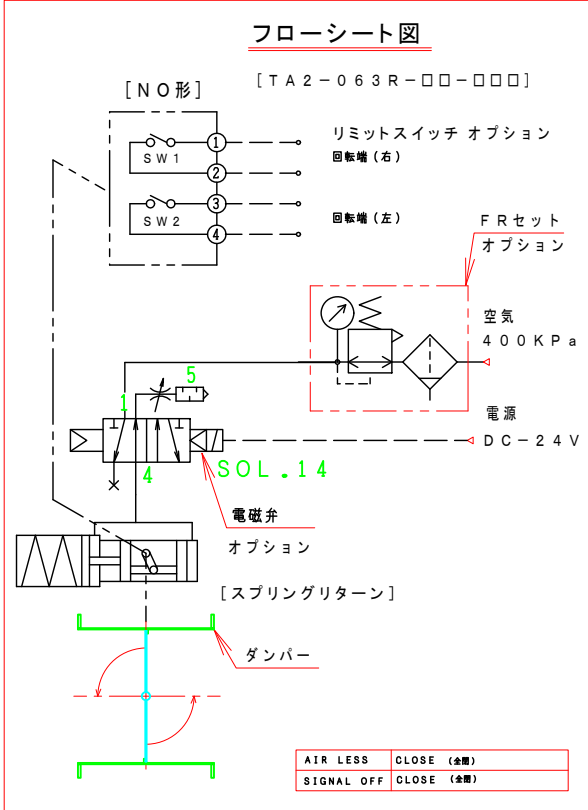 フローシート図
[NO形]
[TA2-063R-□□-□□□]
SW1
1
2
リミットスイッチ オプション
回転端(右)
SW2
3
4
回転端(左)
FRセット
オプション
空気
400KPa
5
1
電源
DC-24V
4
SOL.14
電磁弁
オプション
[スプリングリターン]
ダンパー
AIR LESS CLOSE (全閉)
SIGNAL OFF CLOSE (全閉)